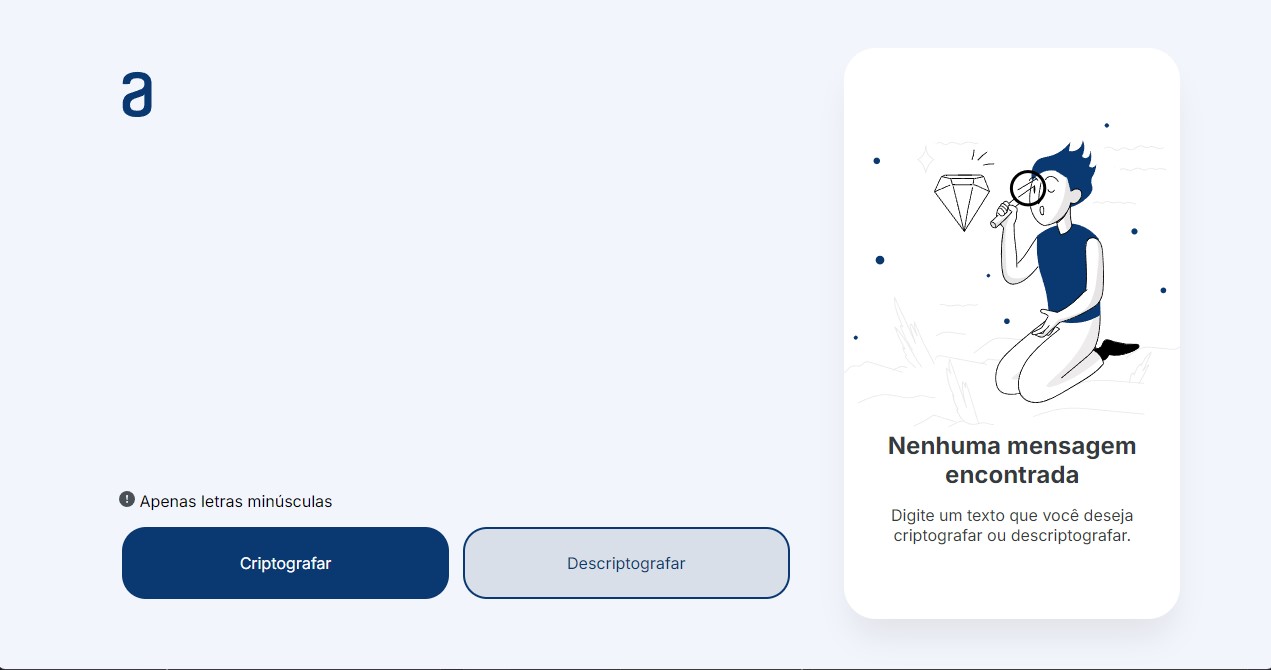 a
Apenas letras minúsculas
Criptografar
Descriptografar
Nenhuma mensagem
encontrada
Digite um texto que você deseja
criptografar ou descriptografar.